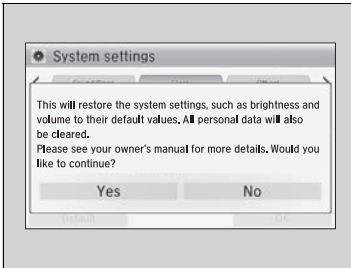 System settings
This will restore the system settings, such as brightness and
volume to their default values. All personal data will also
be cleared.
Please see your owner's manual for more details. Would you
like to continue?
Yes
No
Default
OK